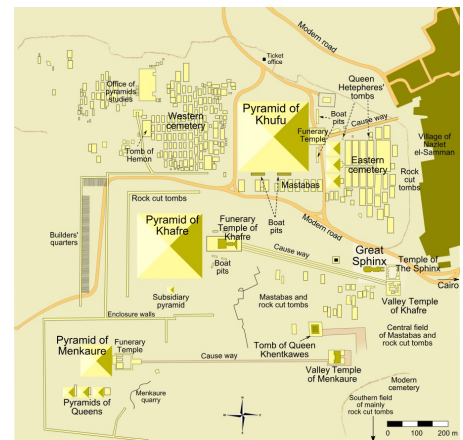 Modern road
Ticket
office
Office of
pyramids
studies
Western
cemetery
Tomb of
Hemon
Pyramid of
Khufu
Boat
pits
Queen
Hetepheres'
tombs
Cause way
Funerary
Temple
Eastern
cemetery
Village of
Nazlet
el-Samman
Rock
cut
tombs
Mastabas
Boat
pits
Rock cut tombs
Builders'
quarters
Pyramid of
Khafre
Funerary
Temple of
Khafre
Boat
pits
Modern
road
Cause way
Great
Sphinx
Temple of
The Sphinx
Cairo
Valley Temple
of Khafre
Subsidiary
pyramid
Mastabas and
rock cut tombs
Enclosure walls
Central field of
Mastabas and
rock cut tombs
Tomb of Queen
Khentkawes
Pyramid of
Menkaure
Funerary
Temple
Cause way
Valley Temple
of Menkaure
Pyramids of
Queens
Menkaure
quarry
Modern
cemetery
Southern field
of mainly
rock cut tombs
0 100 200 m